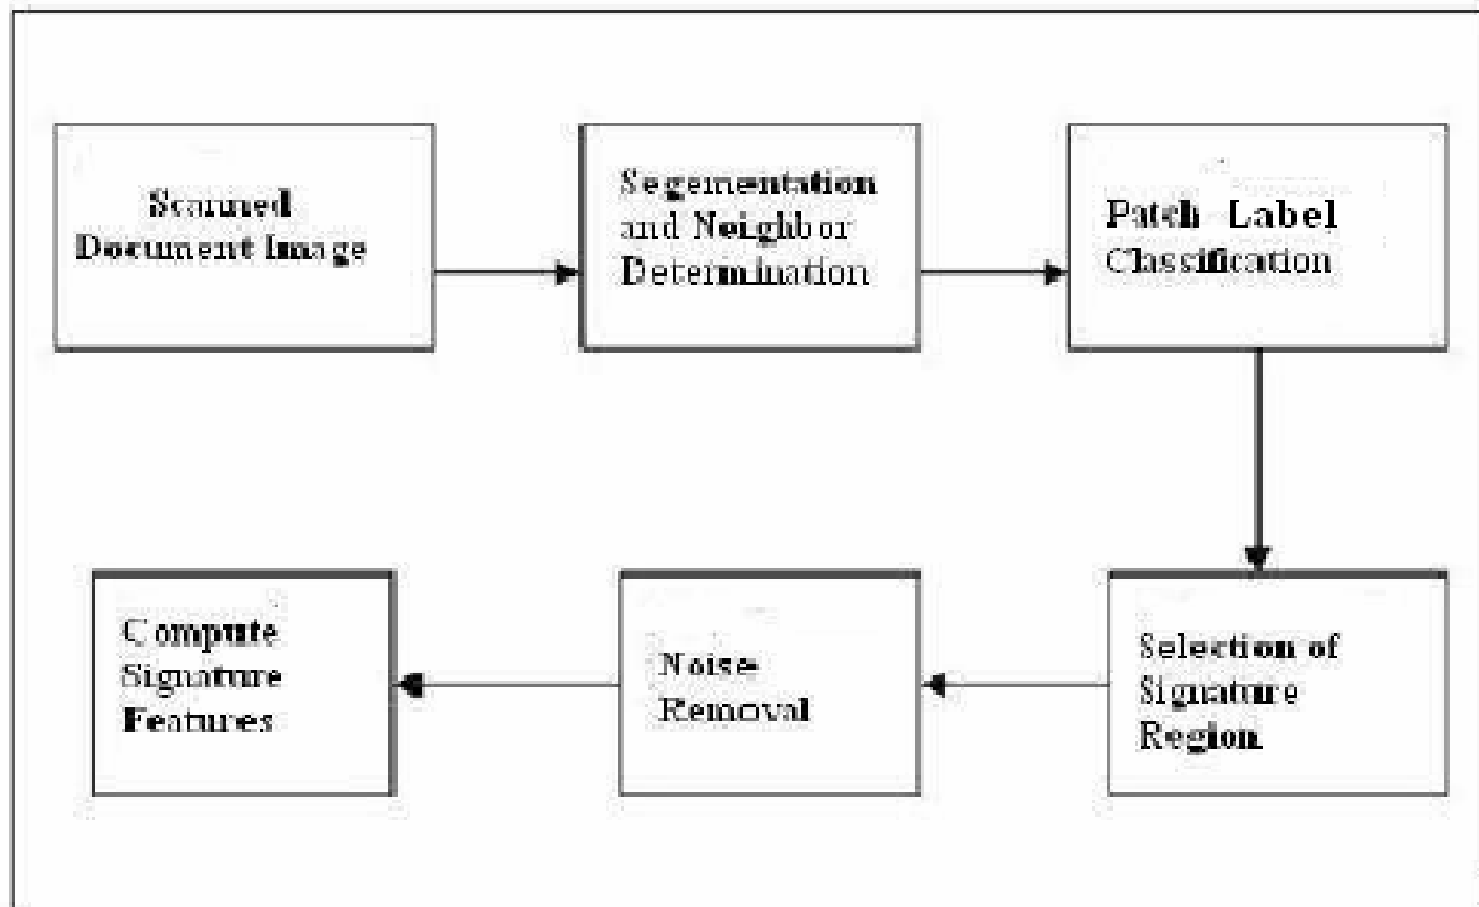 Scanned
Document Image
Segementation
and Neighbor
Determination
Patch Label
Classification
Selection of
Signature
Region
Noise
Removal
Compute
Signature
Features